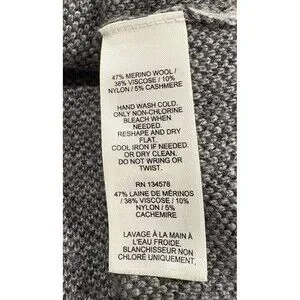 47% MERINO WOOL /
38% VISCOSE / 10%
NYLON / 5% CASHMERE
HAND WASH COLD.
ONLY NON-CHLORINE
BLEACH WHEN
NEEDED.
RESHAPE AND DRY
FLAT.
COOL IRON IF NEEDED.
OR DRY CLEAN.
DO NOT WRING OR
TWIST.
RN 134578
47% LAINE DE MÉRINOS
/ 38% VISCOSE / 10%
NYLON / 5%
CACHEMIRE
LAVAGE À LA MAIN À
L'EAU FROIDE.
BLANCHISSEUR NON
CHLORÉ UNIQUEMENT,